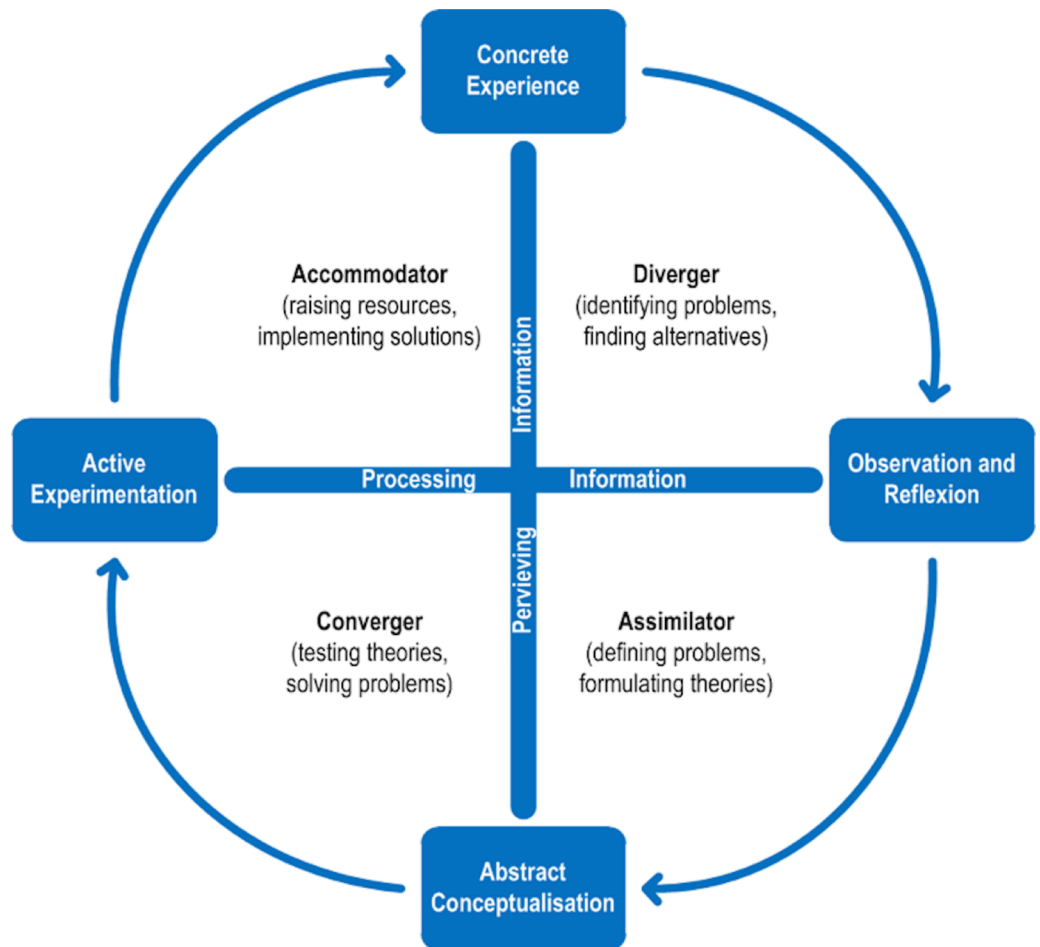 Concrete
Experience
Accommodator
(raising resources,
implementing solutions)
Diverger
(identifying problems,
finding alternatives)
Information
Active
Experimentation
Processing Information
Observation and
Reflexion
Pervieving
Converger
(testing theories,
solving problems)
Assimilator
(defining problems,
formulating theories)
Abstract
Conceptualisation